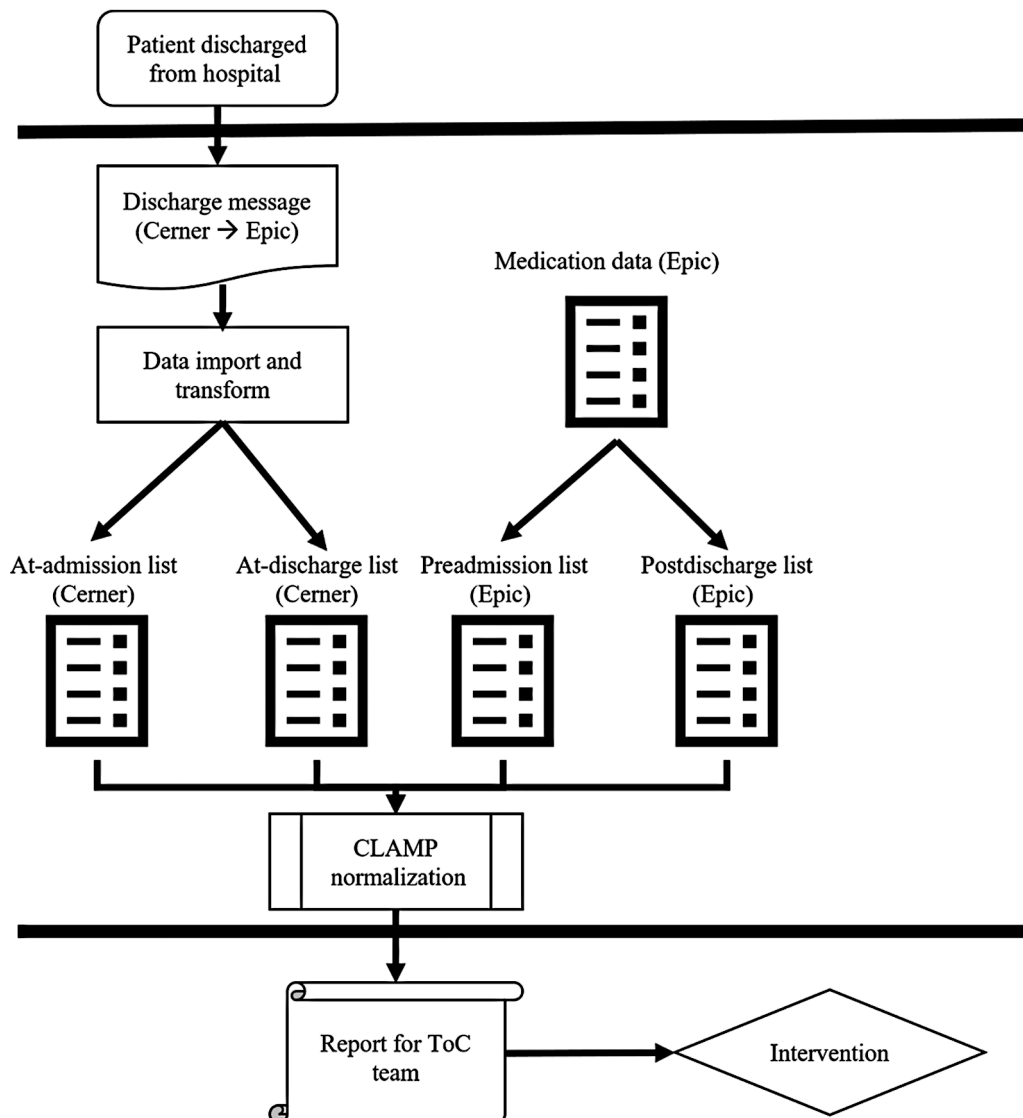 Patient discharged
from hospital
Discharge message
(Cerner → Epic)
Medication data (Epic)
Data import and
transform
At-admission list
(Cerner)
At-discharge list
(Cerner)
Preadmission list
(Epic)
Postdischarge list
(Epic)
CLAMP
normalization
Report for ToC
team
Intervention